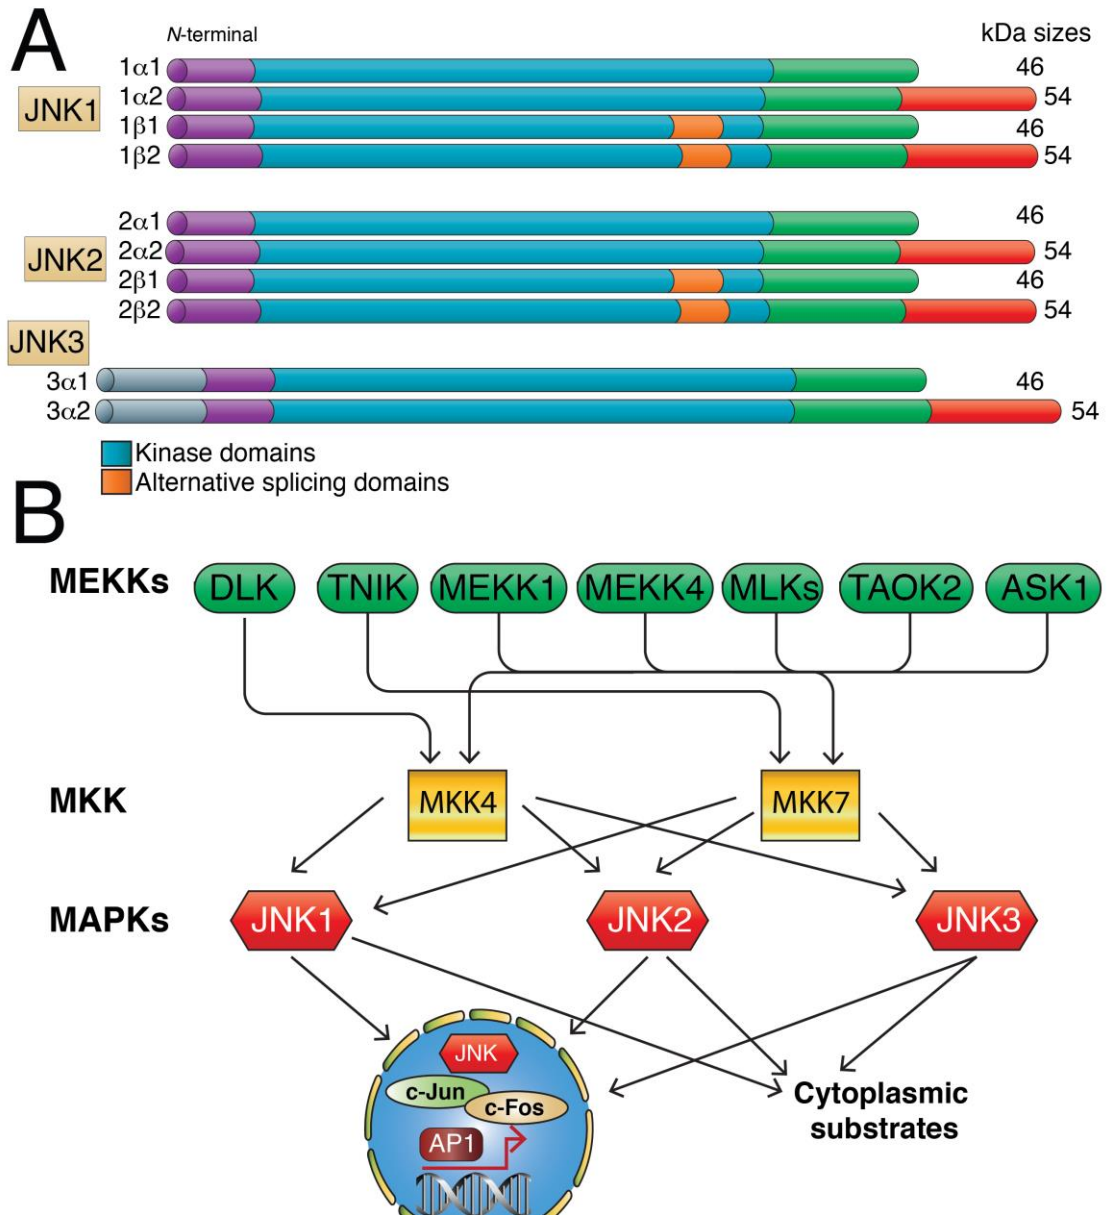 A
N-terminal
kDa sizes
1α1
46
JNK1
1α2
54
1β1
46
1β2
54
2α1
46
JNK2
2α2
54
2β1
46
2β2
54
JNK3
3α1
46
3α2
54
Kinase domains
Alternative splicing domains
B
MEKKs
DLK
TNIK
MEKK1
MEKK4
MLKs
TAOK2
ASK1
MKK
MKK4
MKK7
MAPKs
JNK1
JNK2
JNK3
JNK
c-Jun
c-Fos
AP1
Cytoplasmic
substrates